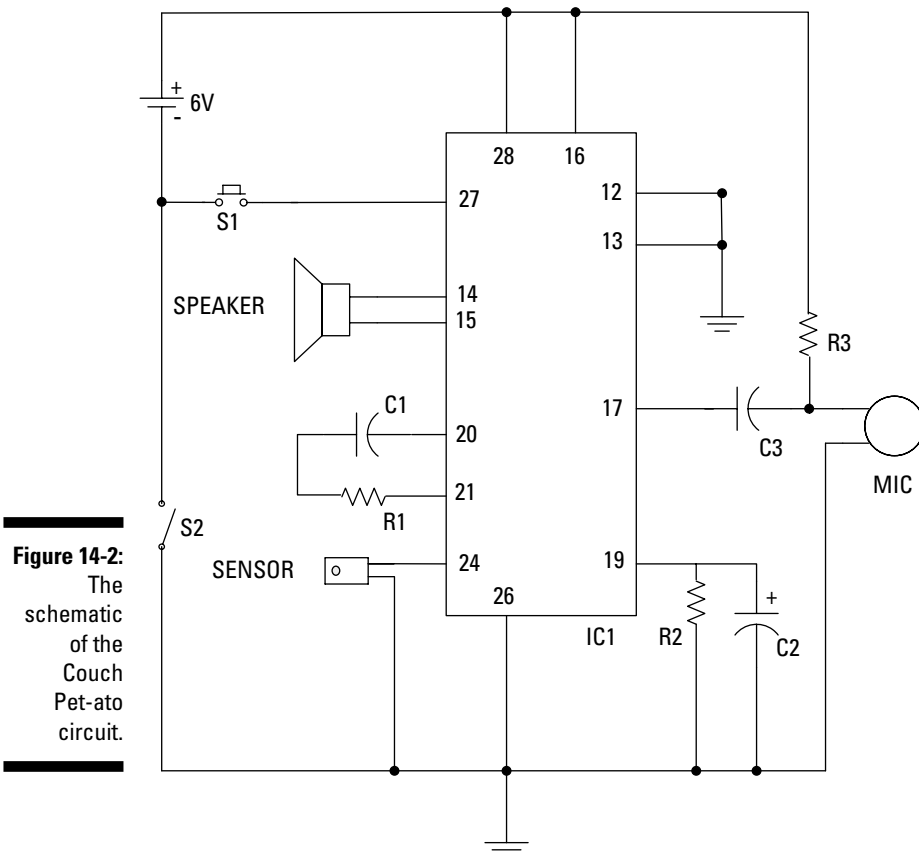 +
6V
-
28
16
27
12
S1
13
14
SPEAKER
15
R3
C1
17
20
C3
MIC
21
R1
S2
Figure 14-2:
The
schematic
of the
Couch
Pet-ato
circuit.
SENSOR
24
19
26
+
IC1
R2
C2